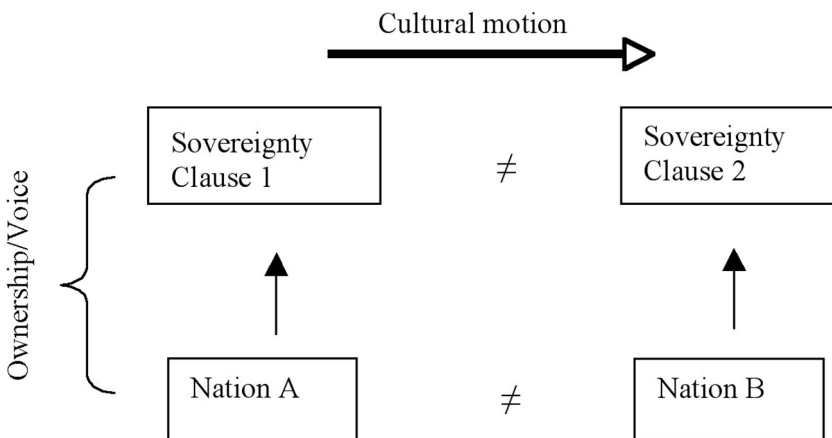 Cultural motion
Sovereignty
Clause 1
≠
Sovereignty
Clause 2
Ownership/Voice
Nation A
≠
Nation B